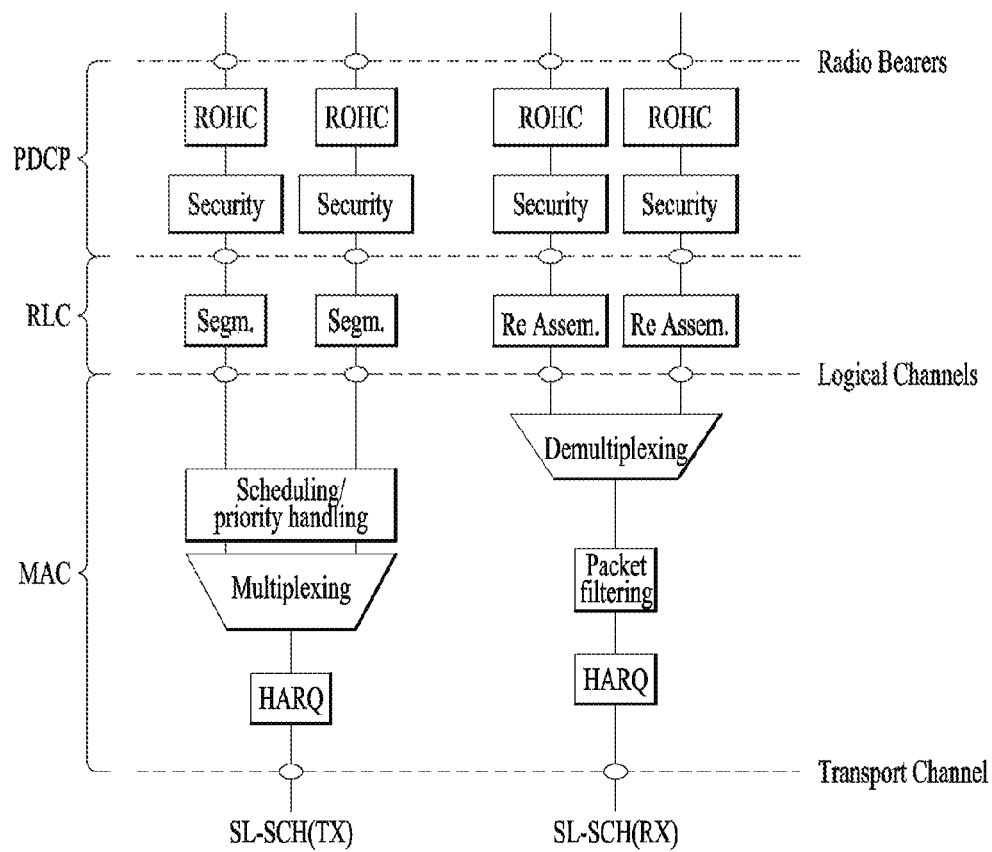 Radio Bearers
ROHC ROHC ROHC ROHC
PDCP
Security Security Security Security
RLC
Segm. Segm. Re Assem. Re Assem.
Logical Channels
Demultiplexing
Scheduling/
priority handling
MAC
Multiplexing
Packet
filtering
HARQ
HARQ
Transport Channel
SL-SCH(TX) SL-SCH(RX)